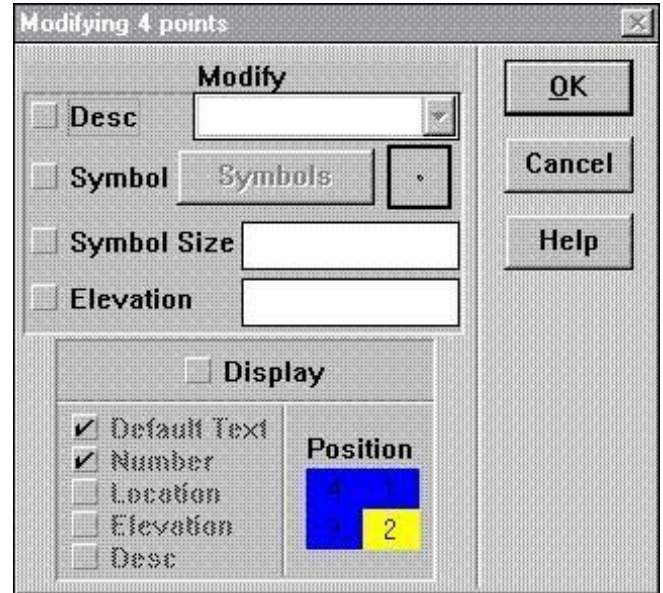 Modifying 4 points
Modify
Desc
Symbol Symbols
Symbol Size
Elevation
OK
Cancel
Help
Display
Default Text
Number
Location
Elevation
Desc
Position
4 1
3 2